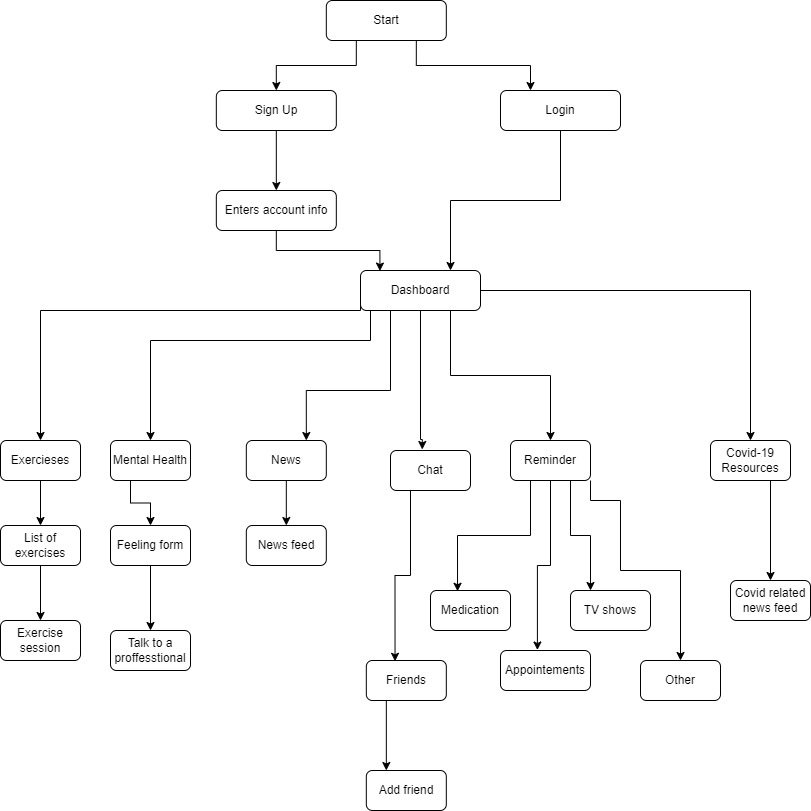 Start
Sign Up
Login
Enters account info
Dashboard
Exercieses
Mental Health
News
Chat
Reminder
Covid-19
Resources
List of
exercises
Feeling form
News feed
Medication
TV shows
Covid related
news feed
Exercise
session
Talk to a
proffesstional
Friends
Appointements
Other
Add friend